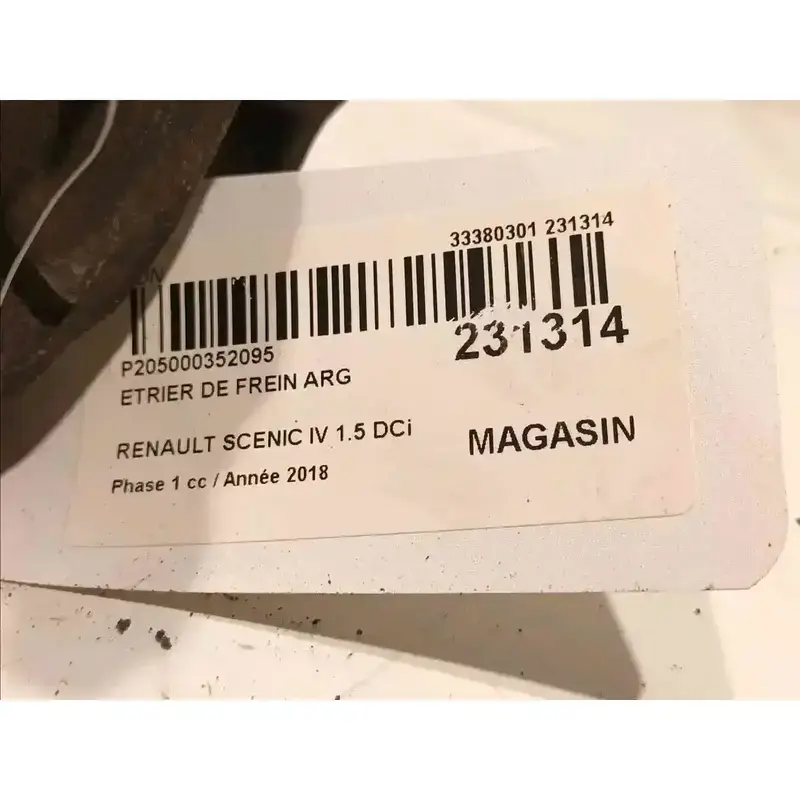 33380301 231314
P205000352095
231314
ETRIER DE FREIN ARG
RENAULT SCENIC IV 1.5 DCi
MAGASIN
Phase 1 cc / Année 2018